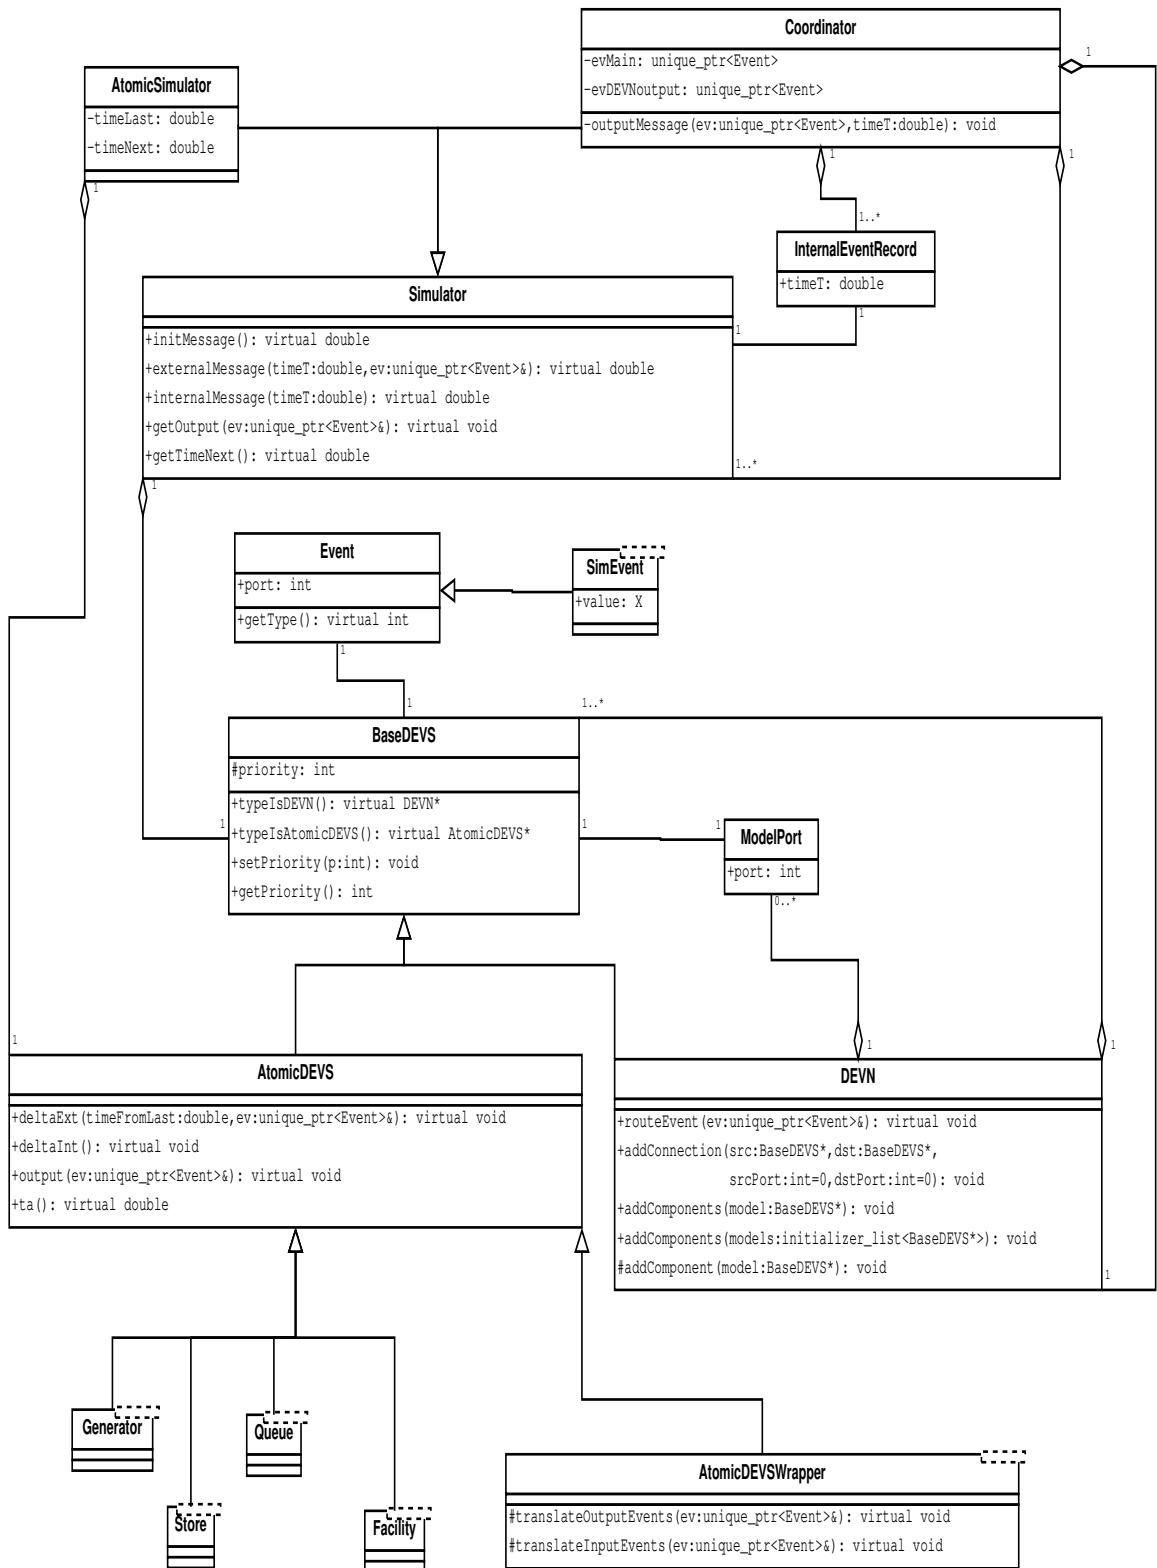 Coordinator
-evMain: unique_ptr<Event>
-evDEVNoutput: unique_ptr<Event>
-outputMessage(ev:unique_ptr<Event>,timeT:double): void
1
1
1
AtomicSimulator
-timeLast: double
-timeNext: double
1
1..*
InternalEventRecord
+timeT: double
1
Simulator
+initMessage(): virtual double
+externalMessage(timeT:double,ev:unique_ptr<Event>&): virtual double
+internalMessage(timeT:double): virtual double
+getOutput(ev:unique_ptr<Event>&): virtual void
+getTimeNext(): virtual double
1
1..*
1
Event
+port: int
+getType(): virtual int
1
SimEvent
+value: X
1
1..*
BaseDEVS
#priority: int
+typeIsDEVN(): virtual DEVN*
+typeIsAtomicDEVS(): virtual AtomicDEVS*
+setPriority(p:int): void
+getPriority(): int
1
1
1
ModelPort
+port: int
0..*
1
1
1
AtomicDEVS
+deltaExt(timeFromLast:double,ev:unique_ptr<Event>&): virtual void
+deltaInt(): virtual void
+output(ev:unique_ptr<Event>&): virtual void
+ta(): virtual double
DEVN
+routeEvent(ev:unique_ptr<Event>&): virtual void
+addConnection(src:BaseDEVS*,dst:BaseDEVS*,
srcPort:int=0,dstPort:int=0): void
+addComponents(model:BaseDEVS*): void
+addComponents(models:initializer_list<BaseDEVS*>): void
#addComponent(model:BaseDEVS*): void
1
Generator
Queue
Store
Facility
AtomicDEVSWrapper
#translateOutputEvents(ev:unique_ptr<Event>&): virtual void
#translateInputEvents(ev:unique_ptr<Event>&): virtual void